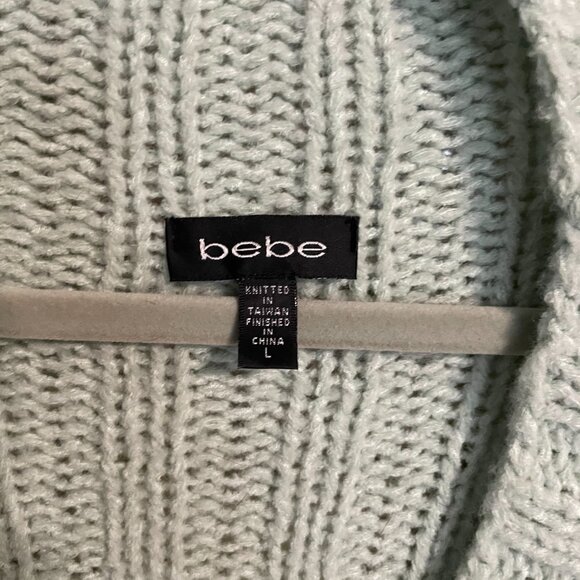 bebe
KNITTED
IN
TAIWAN
FINISHED
IN
CHINA
L